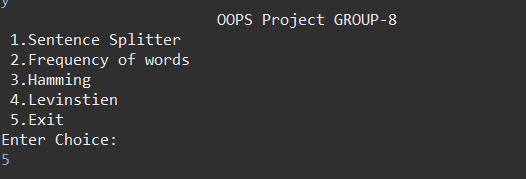 y
OOPS Project GROUP-8
1.Sentence Splitter
2.Frequency of words
3.Hamming
4.Levinstien
5.Exit
Enter Choice:
5